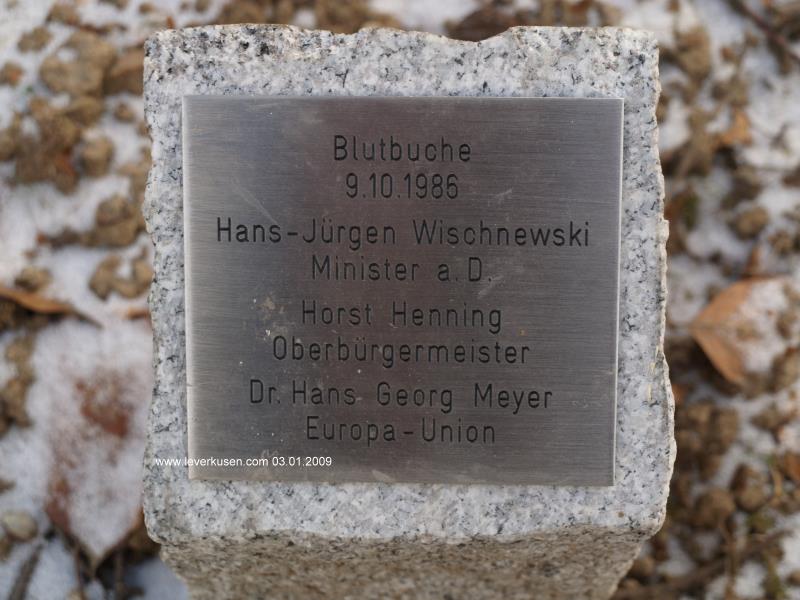 Blutbuche
9.10.1986
Hans-Jürgen Wischnewski
Minister a.D.
Horst Henning
Oberbürgermeister
Dr. Hans Georg Meyer
Europa-Union
www.leverkusen.com 03.01.2009